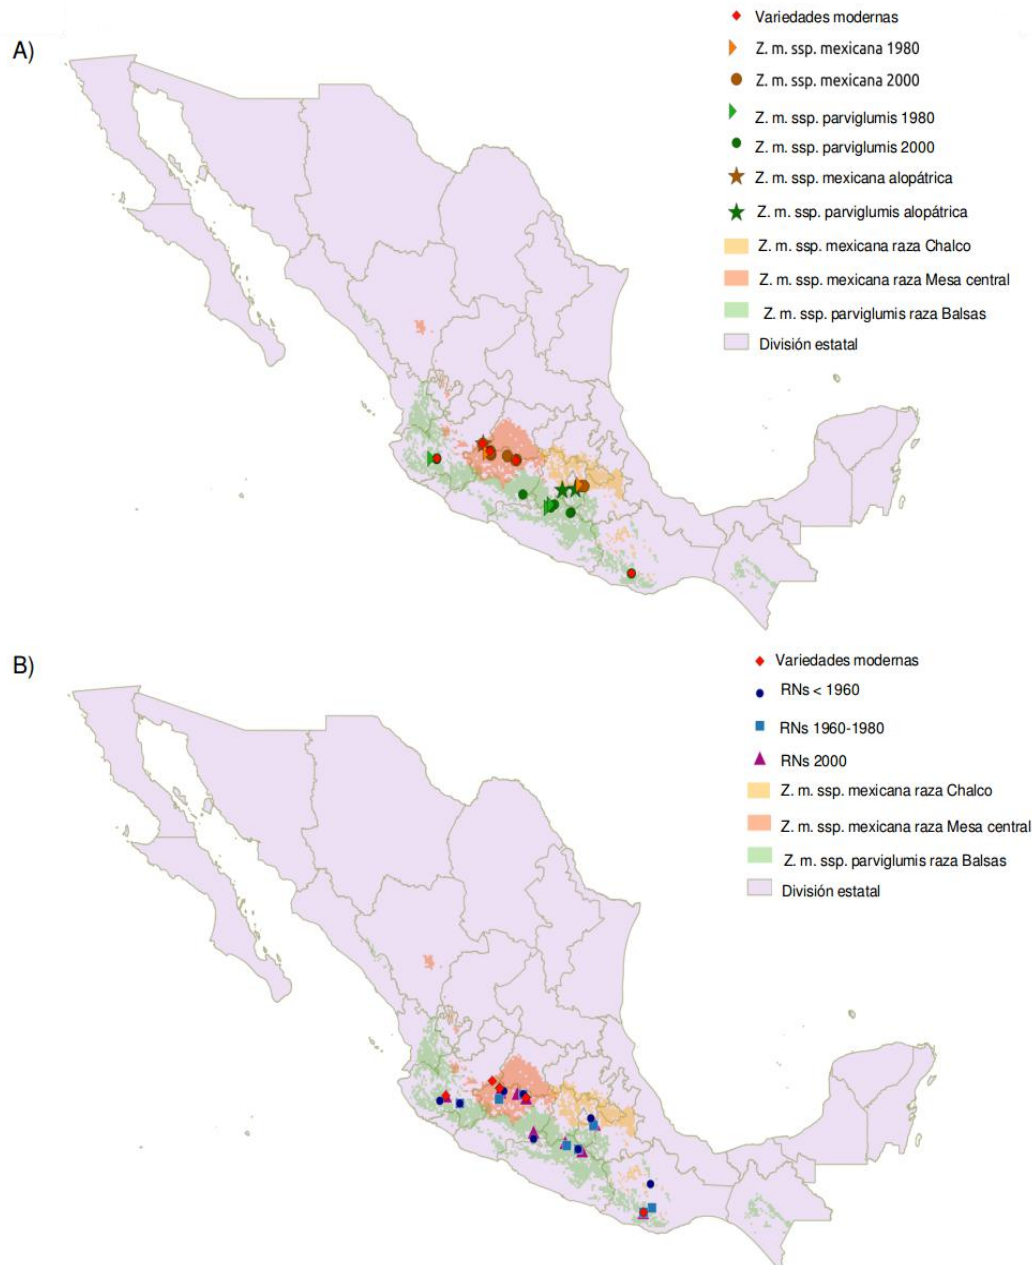 A)
Variedades modernas
Z. m. ssp. mexicana 1980
Z. m. ssp. mexicana 2000
Z. m. ssp. parviglumis 1980
Z. m. ssp. parviglumis 2000
Z. m. ssp. mexicana alopátrica
Z. m. ssp. parviglumis alopátrica
Z. m. ssp. mexicana raza Chalco
Z. m. ssp. mexicana raza Mesa central
Z. m. ssp. parviglumis raza Balsas
División estatal
B)
Variedades modernas
RNs < 1960
RNs 1960-1980
RNs 2000
Z. m. ssp. mexicana raza Chalco
Z. m. ssp. mexicana raza Mesa central
Z. m. ssp. parviglumis raza Balsas
División estatal